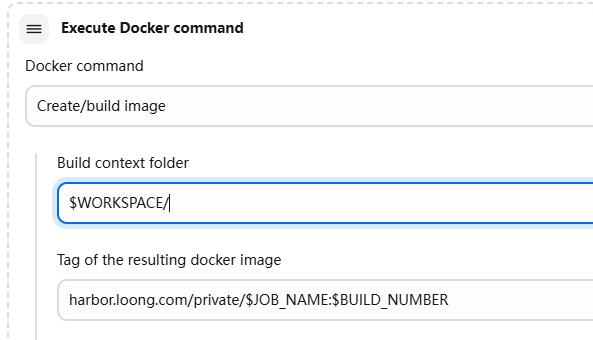 Execute Docker command
Docker command
Create/build image
Build context folder
$WORKSPACE/
Tag of the resulting docker image
harbor.loong.com/private/$JOB_NAME:$BUILD_NUMBER